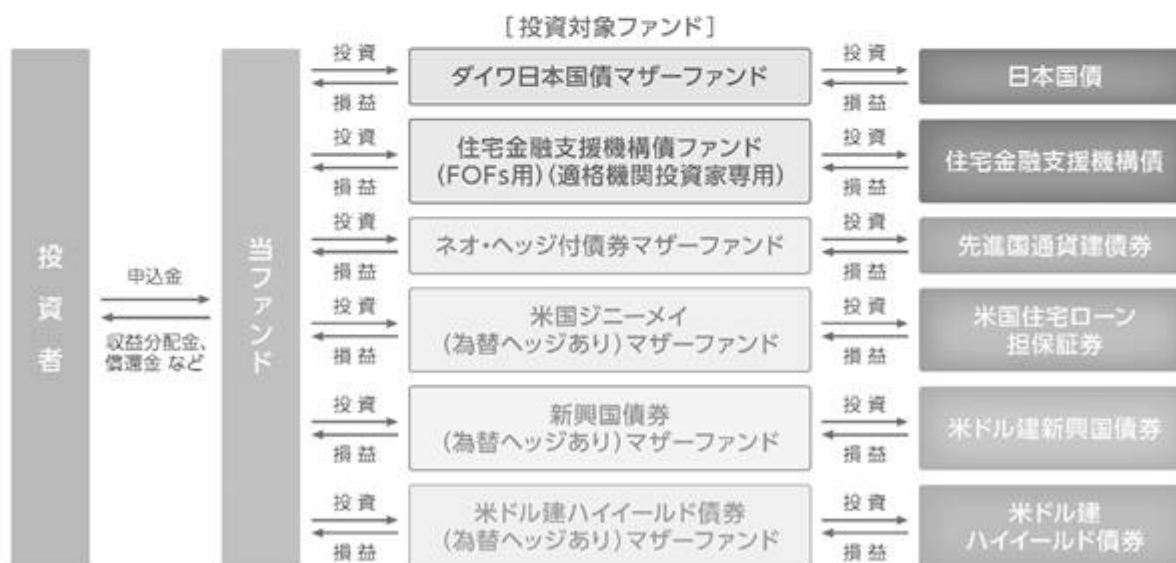 [投資対象ファンド]
投資者
申込金
収益分配金、
償還金 など
当ファンド
投資
損益
ダイワ日本国債マザーファンド
投資
損益
日本国債
投資
損益
住宅金融支援機構債ファンド
(FOFs用)(適格機関投資家専用)
投資
損益
住宅金融支援機構債
投資
損益
ネオ・ヘッジ付債券マザーファンド
投資
損益
先進国通貨建債券
投資
損益
米国ジニーメイ
(為替ヘッジあり)マザーファンド
投資
損益
米国住宅ローン
担保証券
投資
損益
新興国債券
(為替ヘッジあり)マザーファンド
投資
損益
米ドル建新興国債券
投資
損益
米ドル建ハイイールド債券
(為替ヘッジあり)マザーファンド
投資
損益
米ドル建
ハイイールド債券